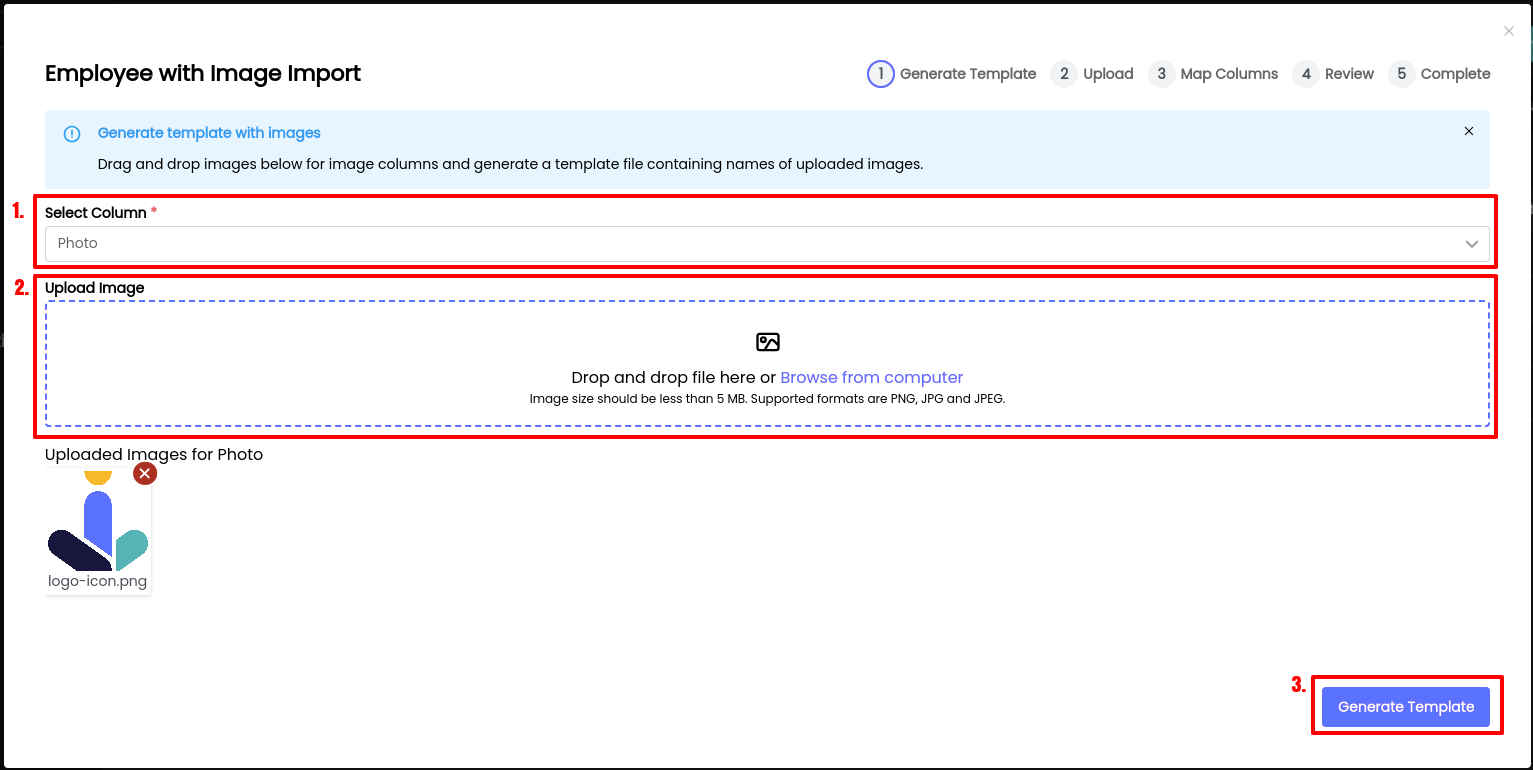 Employee with Image Import
1 Generate Template 2 Upload 3 Map Columns 4 Review 5 Complete
Generate template with images
Drag and drop images below for image columns and generate a template file containing names of uploaded images.
1.
Select Column *
Photo
2.
Upload Image
Drop and drop file here or Browse from computer
Image size should be less than 5 MB. Supported formats are PNG, JPG and JPEG.
Uploaded Images for Photo
logo-icon.png
3.
Generate Template